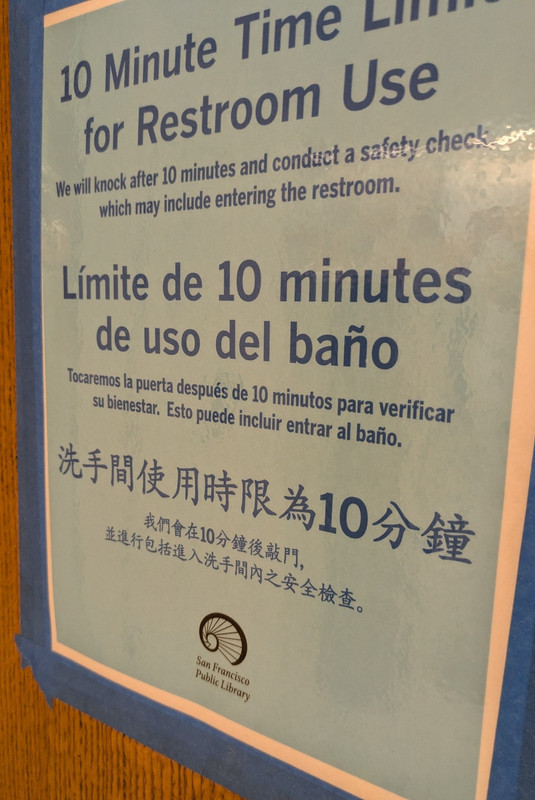 10 Minute Time Limit
for Restroom Use
We will knock after 10 minutes and conduct a safety check
which may include entering the restroom.
Límite de 10 minutes
de uso del baño
Tocaremos la puerta después de 10 minutos para verificar
su bienestar. Esto puede incluir entrar al baño.
洗手間使用時限為10分鐘
我們會在10分鐘後敲門,
並進行包括進入洗手間內之安全檢查。
San Francisco
Public Library